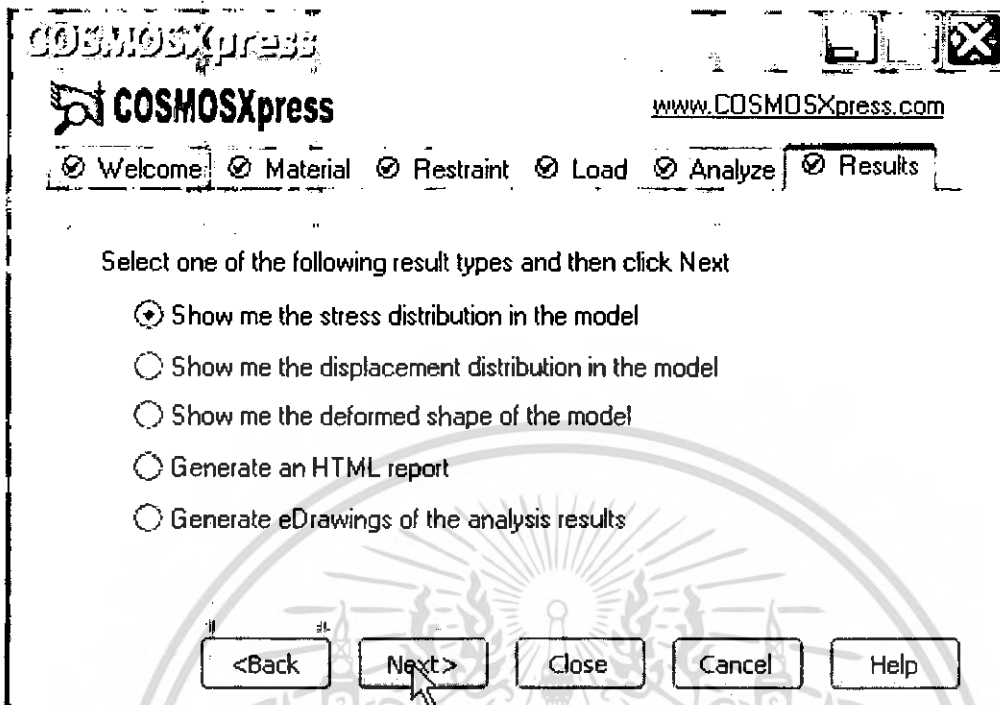 COSMOSXpress
COSMOSXpress www.COSMOSXpress.com
Welcome Material Restraint Load Analyze Results
Select one of the following result types and then click Next
Show me the stress distribution in the model
Show me the displacement distribution in the model
Show me the deformed shape of the model
Generate an HTML report
Generate eDrawings of the analysis results
<Back Next> Close Cancel Help